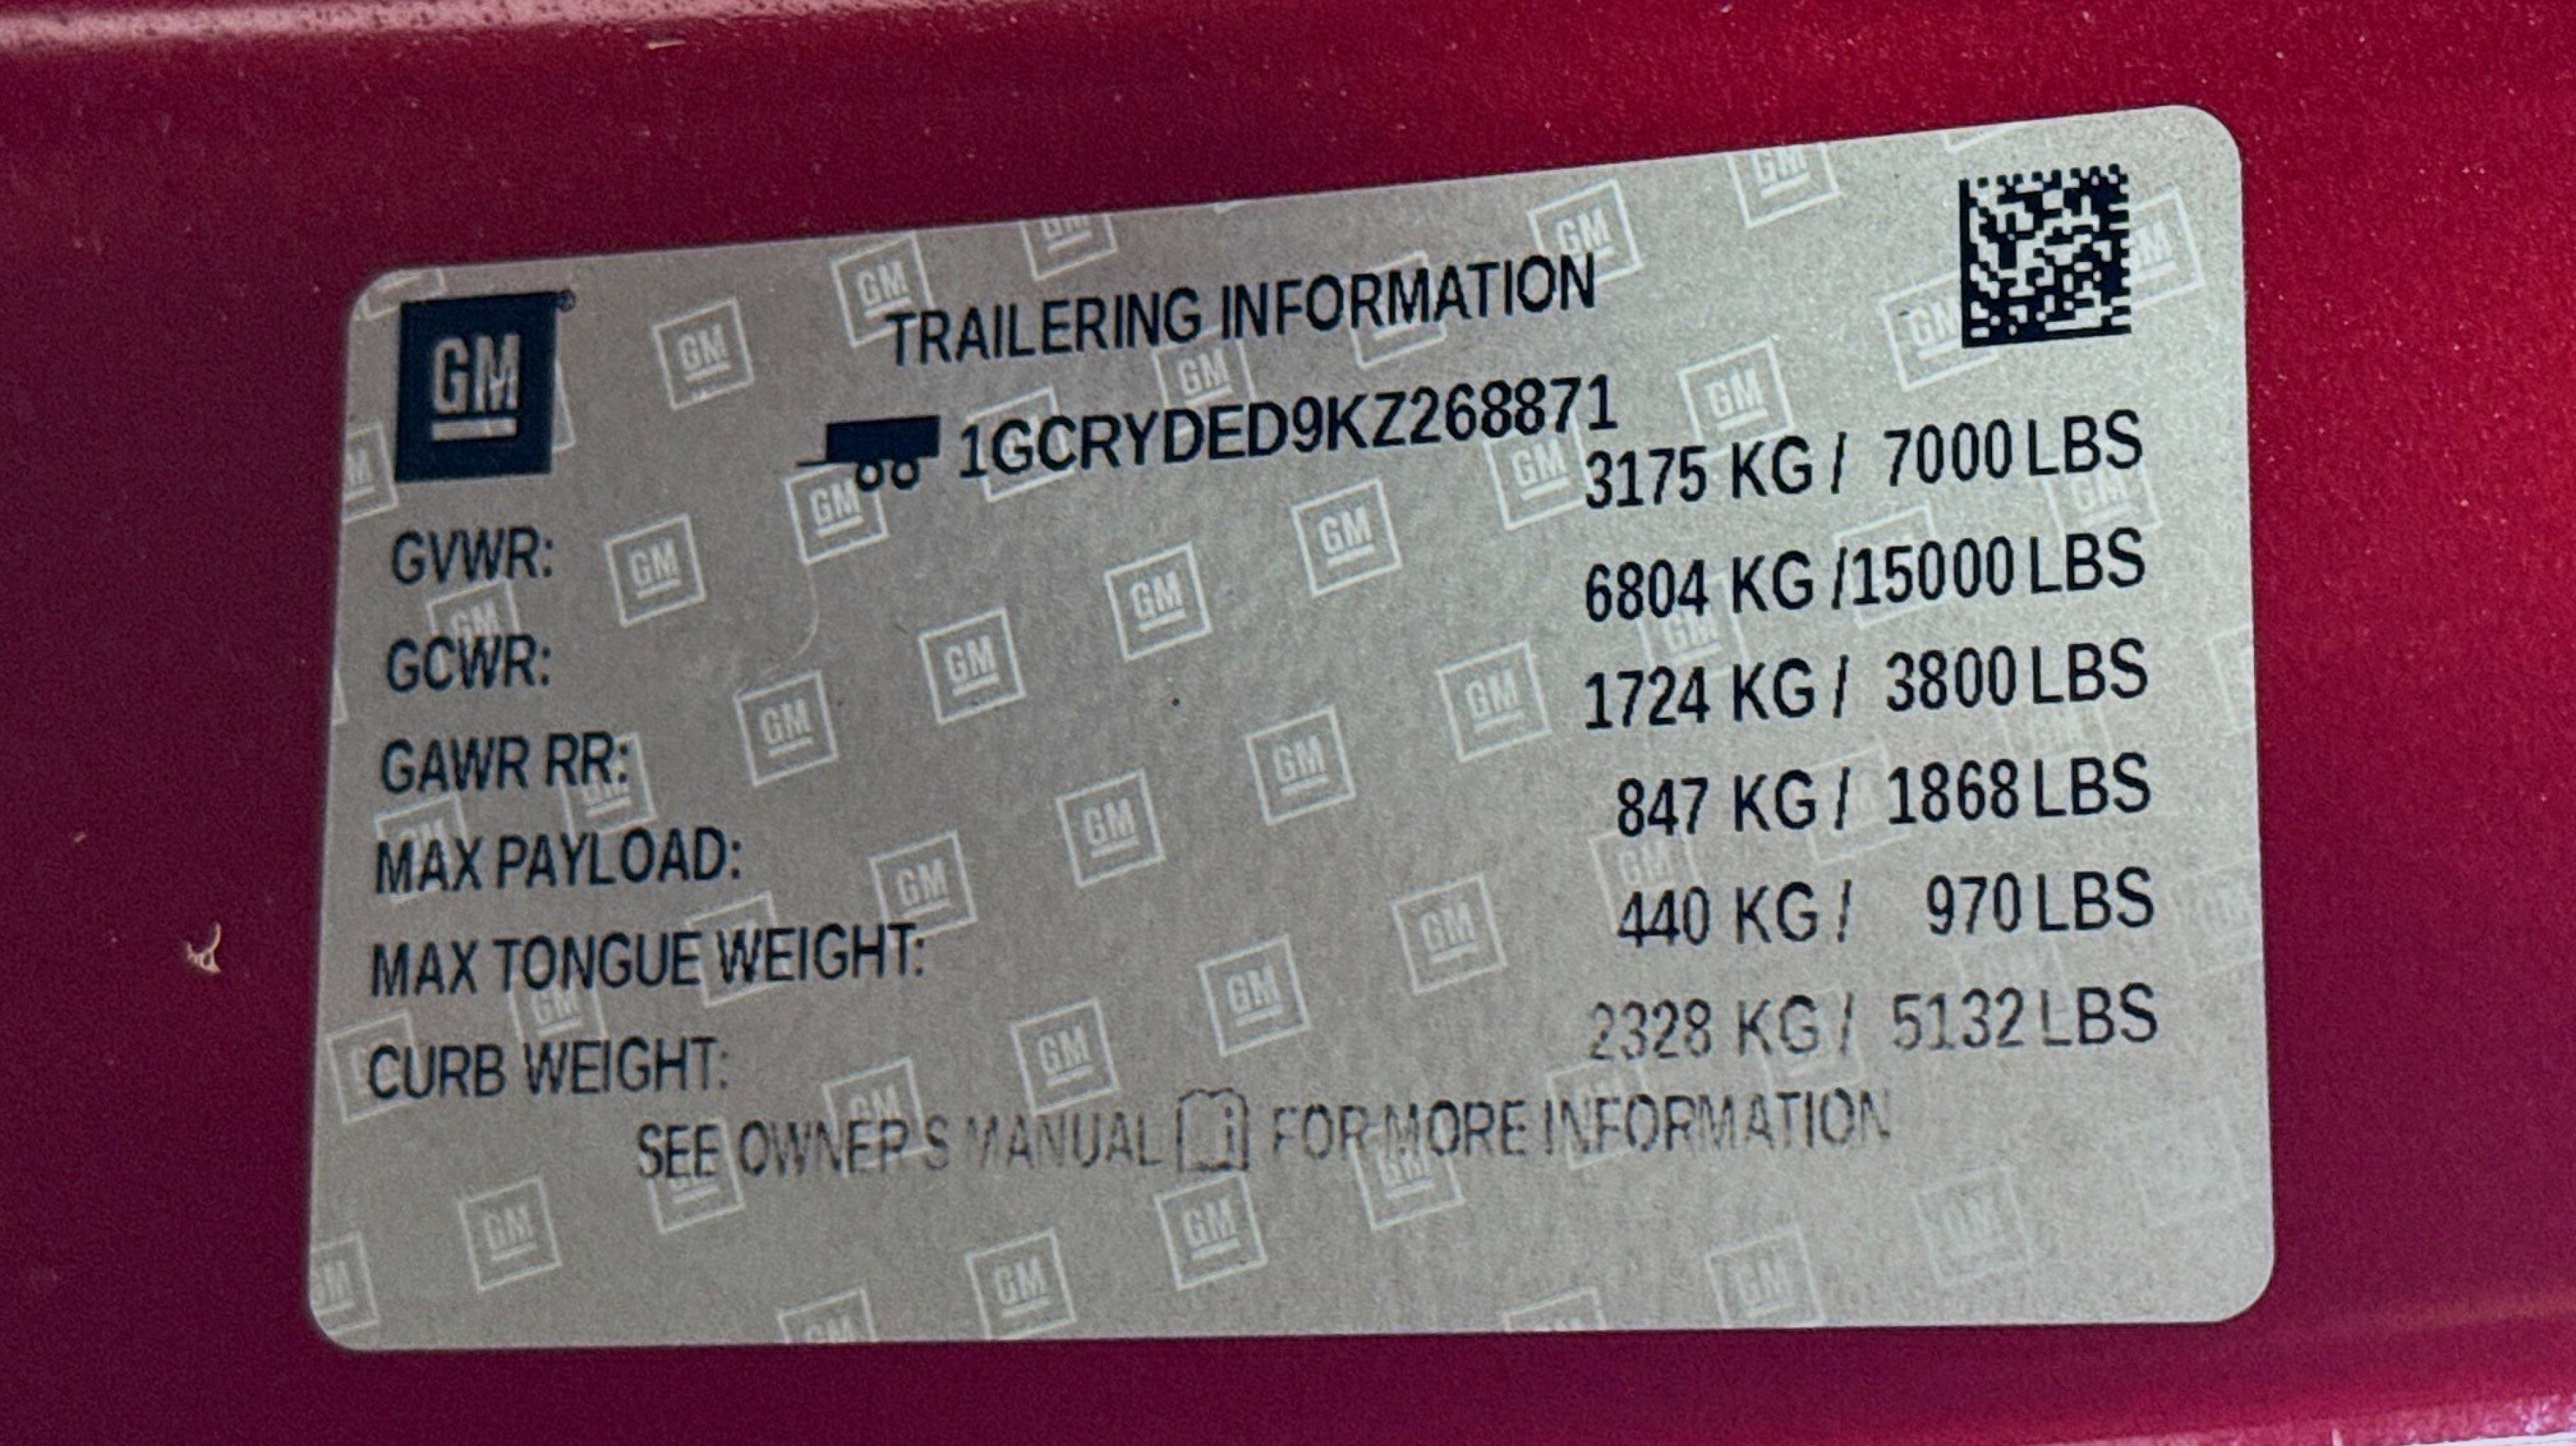 GM
TRAILERING INFORMATION
1GCRYDED9KZ268871
GVWR: 3175 KG / 7000 LBS
GCWR: 6804 KG /15000 LBS
GAWR RR: 1724 KG / 3800 LBS
MAX PAYLOAD: 847 KG / 1868 LBS
MAX TONGUE WEIGHT: 440 KG / 970 LBS
CURB WEIGHT: 2328 KG / 5132 LBS
SEE OWNER'S MANUAL FOR MORE INFORMATION